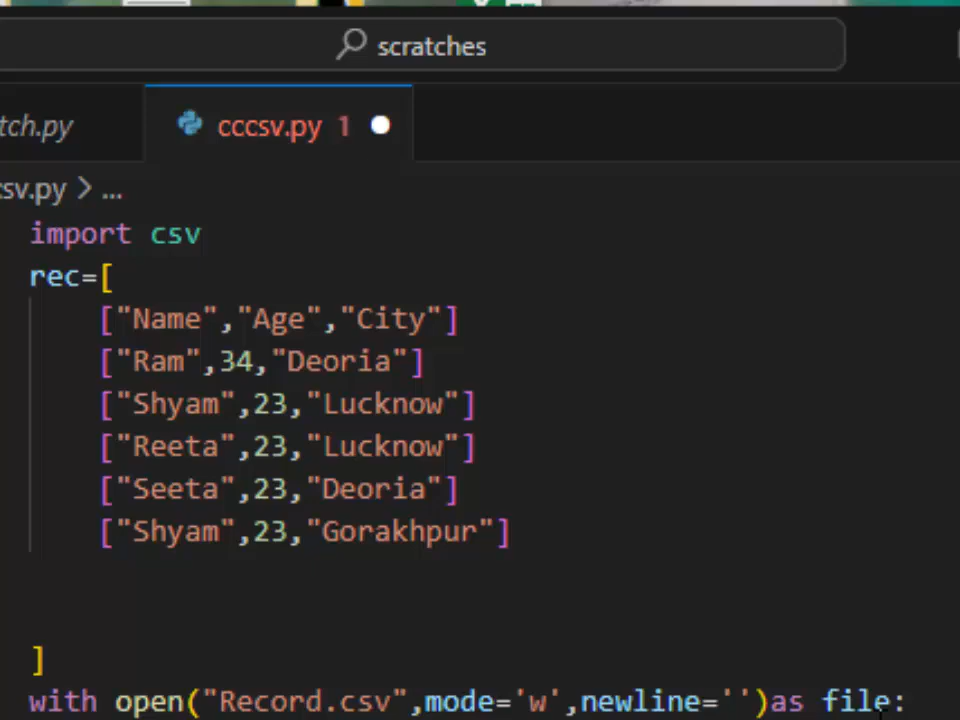 scratches
tch.py
cccsv.py 1
csv.py > ...
import csv
rec=[
["Name","Age","City"]
["Ram",34,"Deoria"]
["Shyam",23,"Lucknow"]
["Reeta",23,"Lucknow"]
["Seeta",23,"Deoria"]
["Shyam",23,"Gorakhpur"]
]
with open("Record.csv",mode='w',newline='')as file: